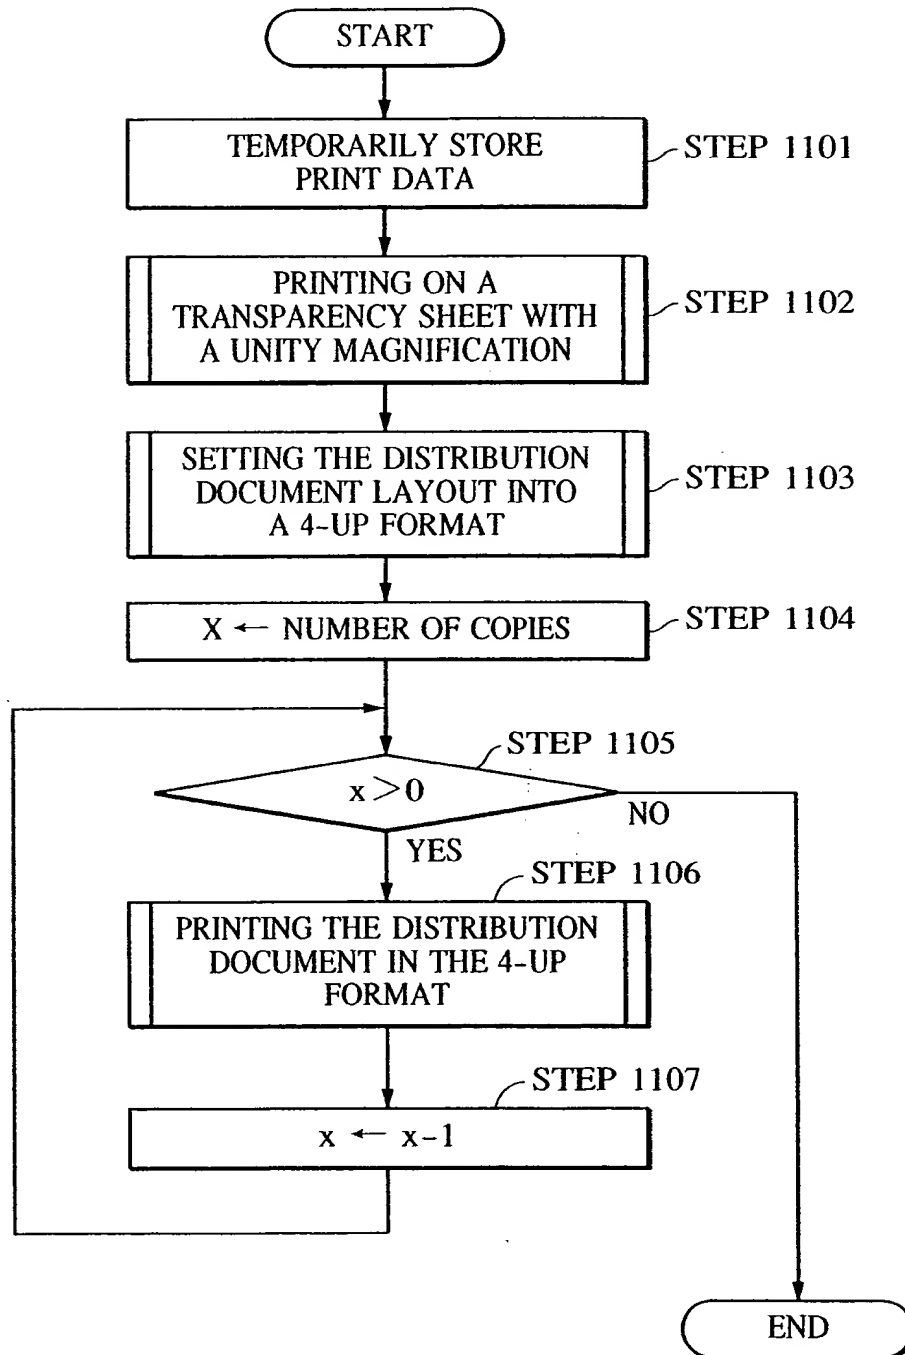 START
TEMPORARILY STORE
PRINT DATA
STEP 1101
PRINTING ON A
TRANSPARENCY SHEET WITH
A UNITY MAGNIFICATION
STEP 1102
SETTING THE DISTRIBUTION
DOCUMENT LAYOUT INTO
A 4-UP FORMAT
STEP 1103
X ← NUMBER OF COPIES
STEP 1104
STEP 1105
x>0
NO
YES
STEP 1106
PRINTING THE DISTRIBUTION
DOCUMENT IN THE 4-UP
FORMAT
STEP 1107
x ← x-1
END